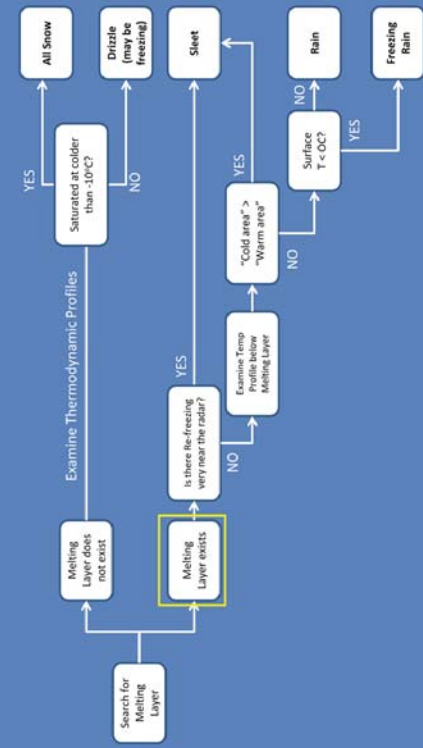 Search for
Melting
Layer
Melting
Layer does
not exist
Examine Thermodynamic Profiles
Saturated at colder
than -10°C?
YES
All Snow
NO
Drizzle
(may be
freezing)
Melting
Layer exists
Is there Re-freezing
very near the radar?
YES
Sleet
NO
Examine Temp
Profile below
Melting Layer
"Cold area" >
"Warm area"
YES
NO
Surface
T < OC?
NO
Rain
YES
Freezing
Rain